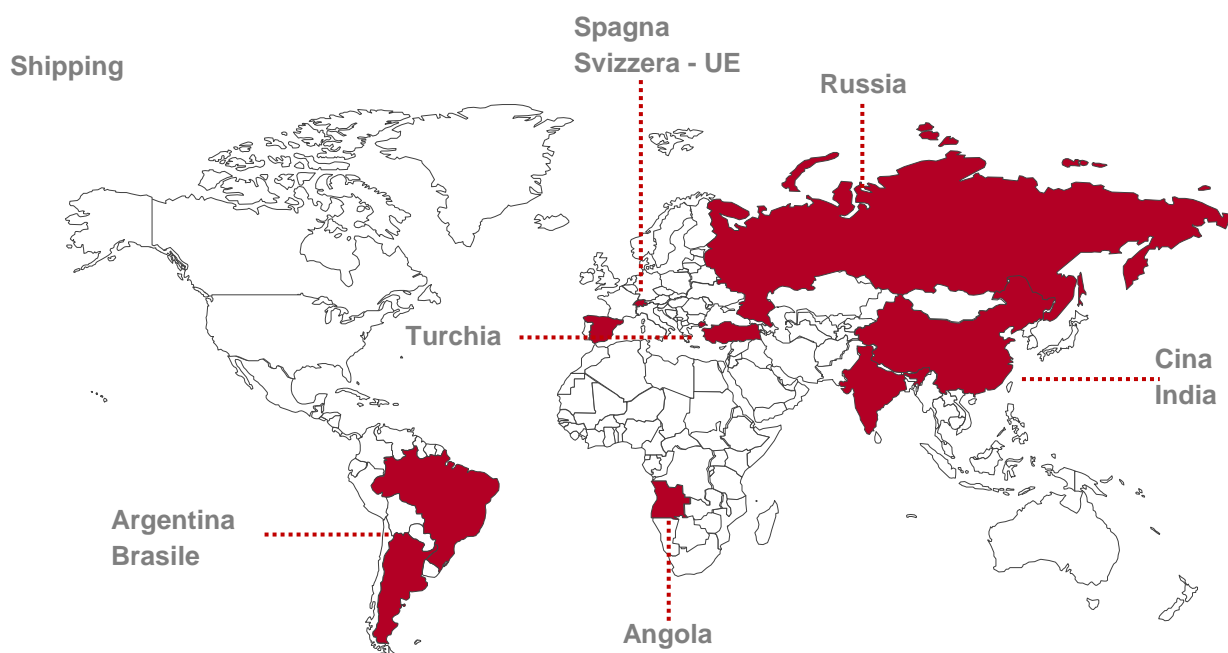 Spagna
Svizzera - UE
Shipping
Russia
Turchia
Cina
India
Argentina
Brasile
Angola